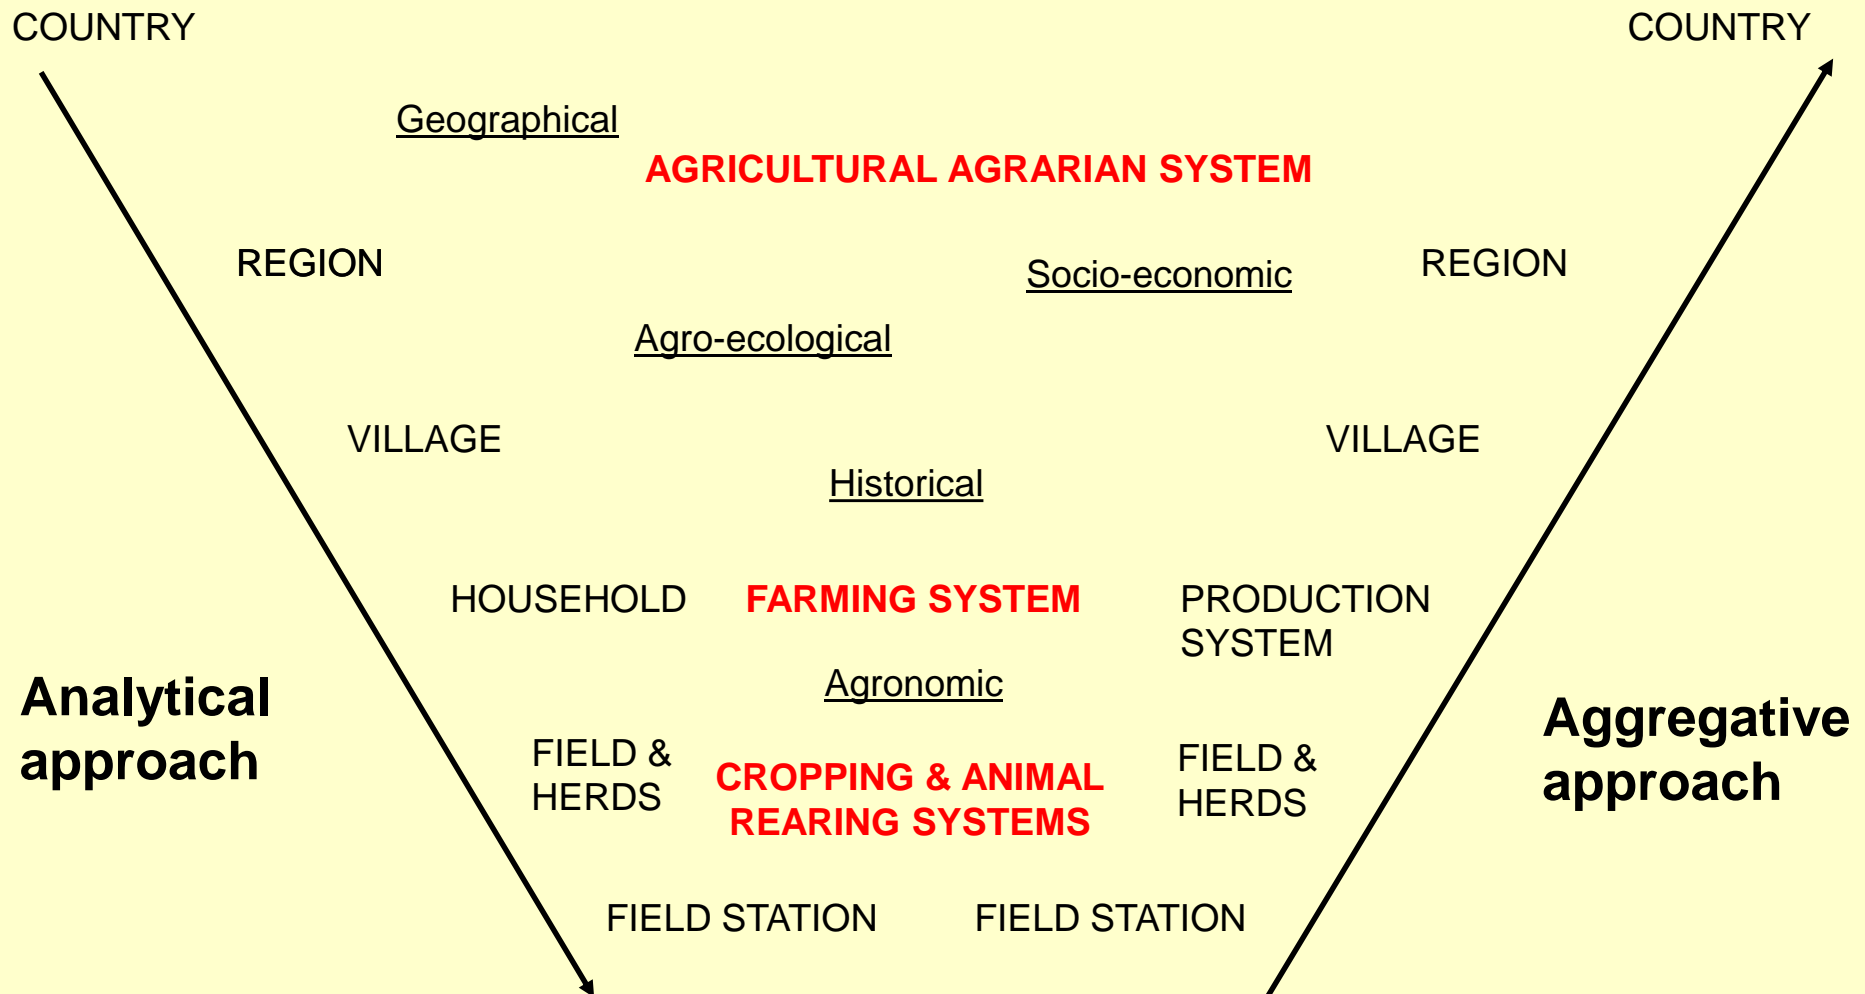 COUNTRY
COUNTRY
Geographical
AGRICULTURAL AGRARIAN SYSTEM
REGION
Socio-economic
REGION
Agro-ecological
VILLAGE
VILLAGE
Historical
HOUSEHOLD
FARMING SYSTEM
PRODUCTION
SYSTEM
Agronomic
Analytical
approach
Aggregative
approach
FIELD &
HERDS
CROPPING & ANIMAL
REARING SYSTEMS
FIELD &
HERDS
FIELD STATION
FIELD STATION